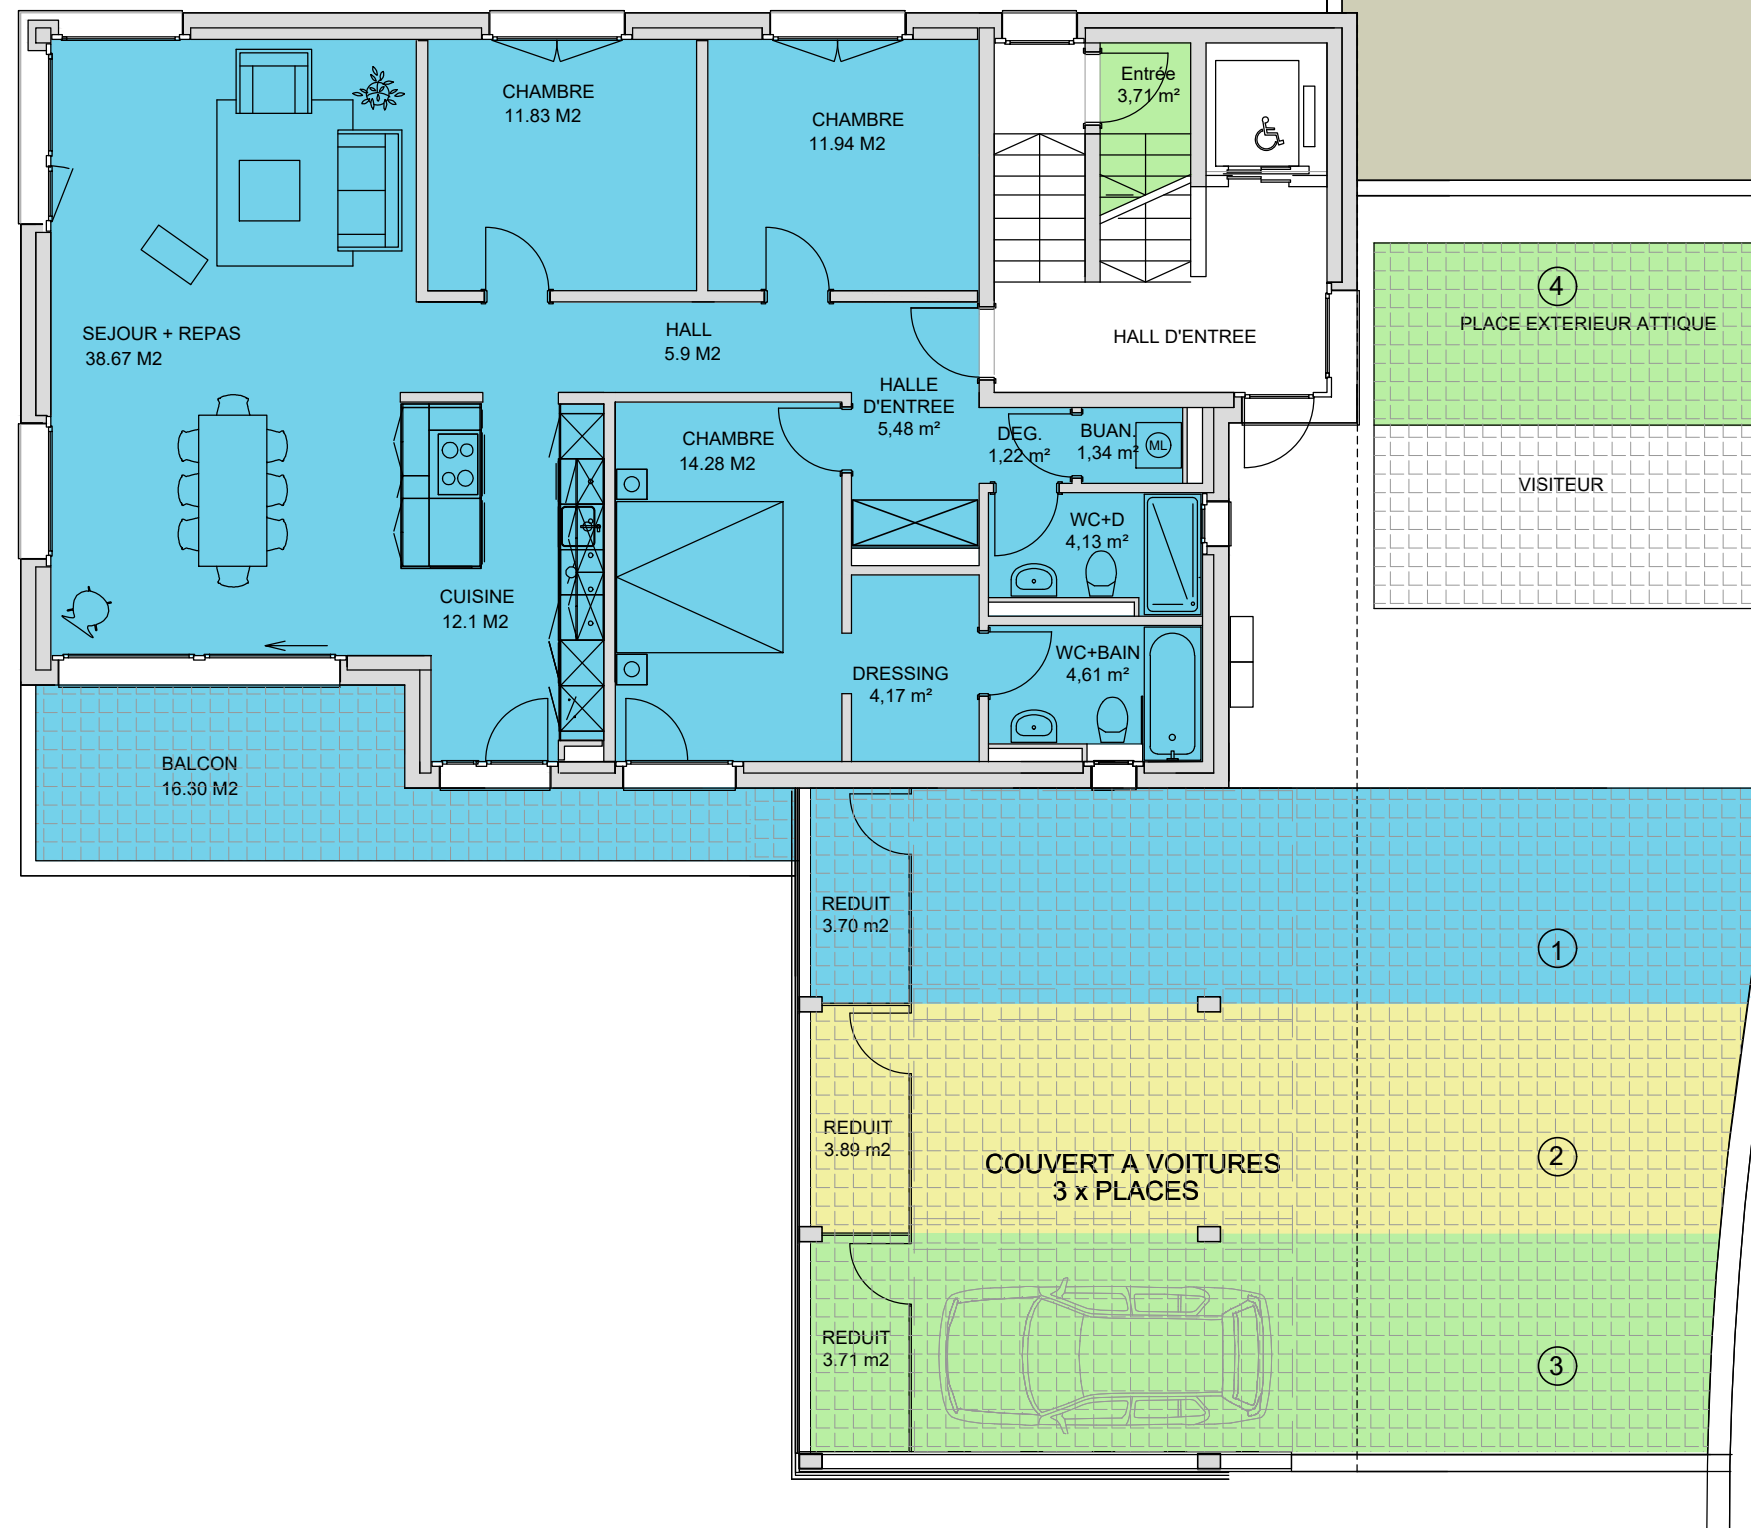 CHAMBRE
11.83 M2
CHAMBRE
11.94 M2
Entrée
3,71 m²
SEJOUR + REPAS
38.67 M2
HALL
5.9 M2
HALL D'ENTREE
4
PLACE EXTERIEUR ATTIQUE
VISITEUR
HALLE
D'ENTREE
5,48 m²
CHAMBRE
14.28 M2
DEG.
1,22 m²
BUAN.
1,34 m²
ML
WC+D
4,13 m²
CUISINE
12.1 M2
DRESSING
4,17 m²
WC+BAIN
4,61 m²
BALCON
16.30 M2
REDUIT
3.70 m2
1
REDUIT
3.89 m2
COUVERT A VOITURES
3 x PLACES
2
REDUIT
3.71 m2
3